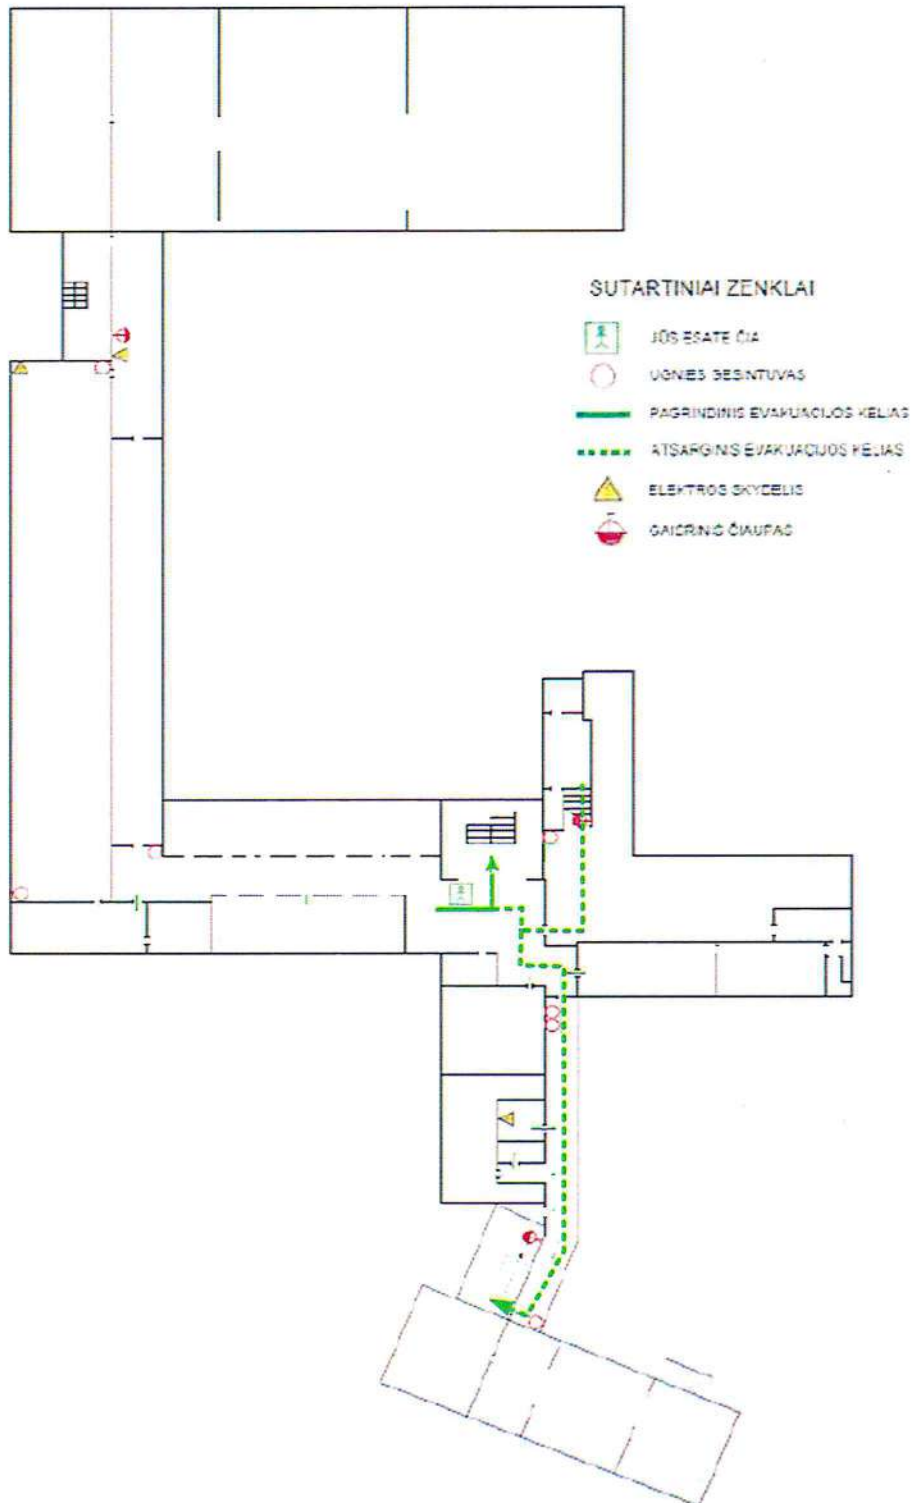 SUTARTINIAI ZENKLAI
JŪS ESATE ČIA
UGNIES GESINTUVAS
PAGRINDINIS EVAKUACIJOS KELIAS
ATSARGINIS EVAKUACIJOS KELIAS
ELEKTROS SKYDELIS
GAISRINIS ČIAUPAS